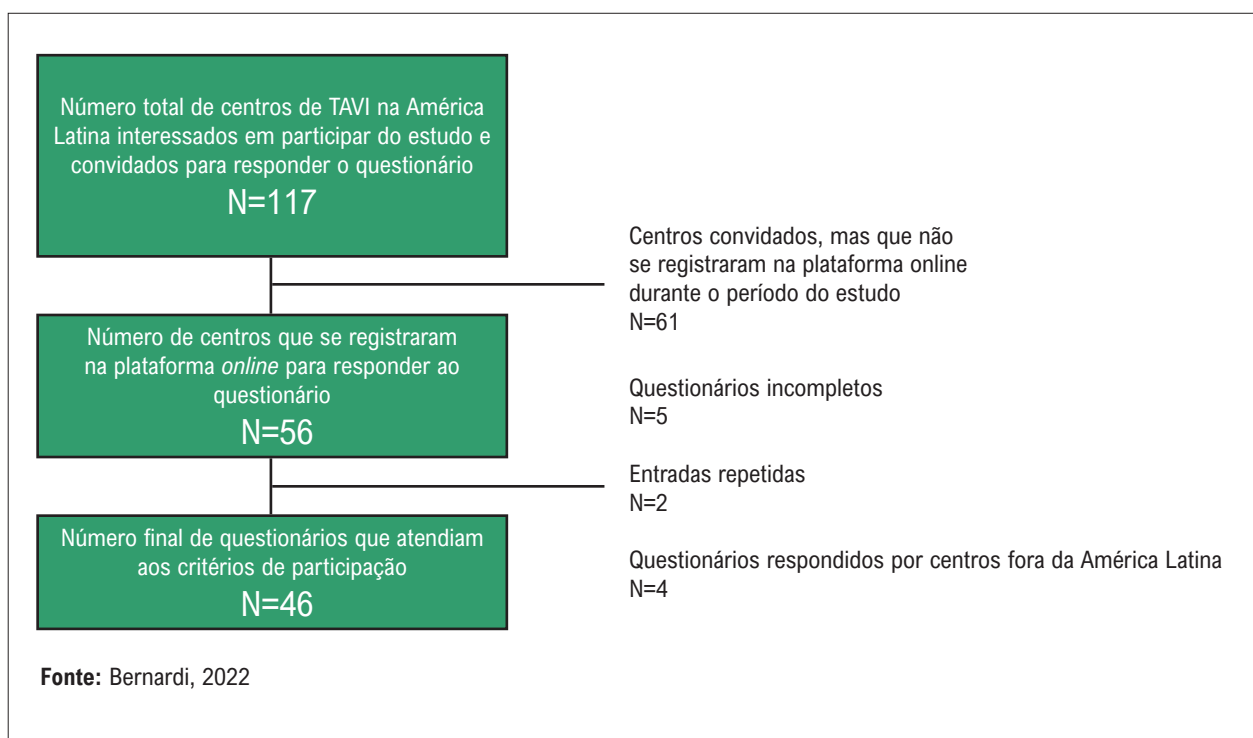 Número total de centros de TAVI na América
Latina interessados em participar do estudo e
convidados para responder o questionário
N=117
Centros convidados, mas que não
se registraram na plataforma online
durante o período do estudo
N=61
Número de centros que se registraram
na plataforma online para responder ao
questionário
N=56
Questionários incompletos
N=5
Entradas repetidas
N=2
Questionários respondidos por centros fora da América Latina
N=4
Número final de questionários que atendiam
aos critérios de participação
N=46
Fonte: Bernardi, 2022